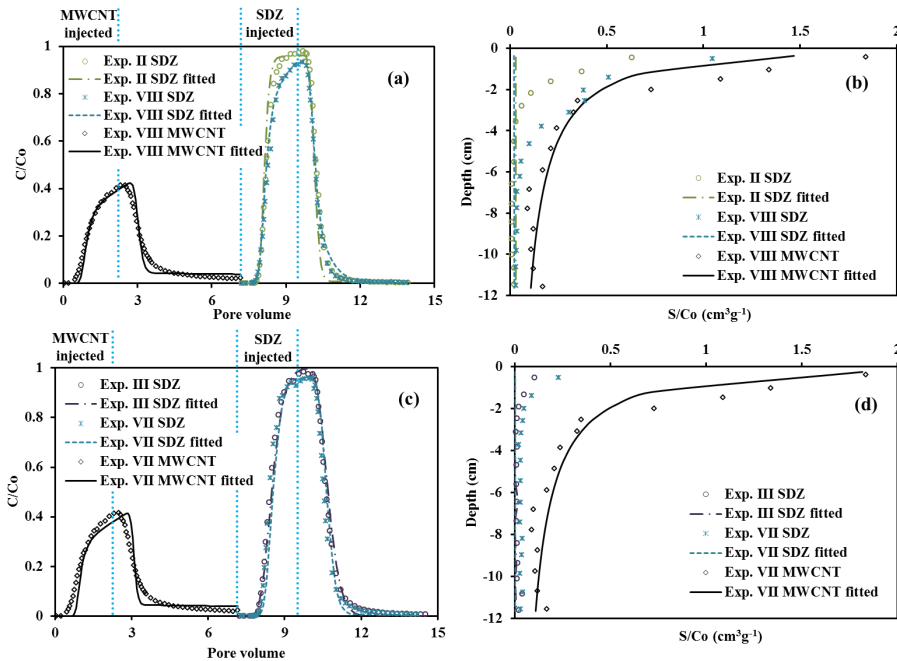 MWCNT
injected
SDZ
injected
(a)
1
0.8
0.6
0.4
0.2
0
C/Co
Exp. II SDZ
Exp. II SDZ fitted
Exp. VIII SDZ
Exp. VIII SDZ fitted
Exp. VIII MWCNT
Exp. VIII MWCNT fitted
0 3 6 9 12 15
Pore volume
0 0.5 1 1.5 2
(b)
0
-2
-4
-6
-8
-10
-12
Depth (cm)
Exp. II SDZ
Exp. II SDZ fitted
Exp. VIII SDZ
Exp. VIII SDZ fitted
Exp. VIII MWCNT
Exp. VIII MWCNT fitted
S/Co (cm³g⁻¹)
MWCNT
injected
SDZ
injected
(c)
1
0.8
0.6
0.4
0.2
0
C/Co
Exp. III SDZ
Exp. III SDZ fitted
Exp. VII SDZ
Exp. VII SDZ fitted
Exp. VII MWCNT
Exp. VII MWCNT fitted
0 3 6 9 12 15
Pore volume
0 0.5 1 1.5 2
(d)
0
-2
-4
-6
-8
-10
-12
Depth (cm)
Exp. III SDZ
Exp. III SDZ fitted
Exp. VII SDZ
Exp. VII SDZ fitted
Exp. VII MWCNT
Exp. VII MWCNT fitted
S/Co (cm³g⁻¹)